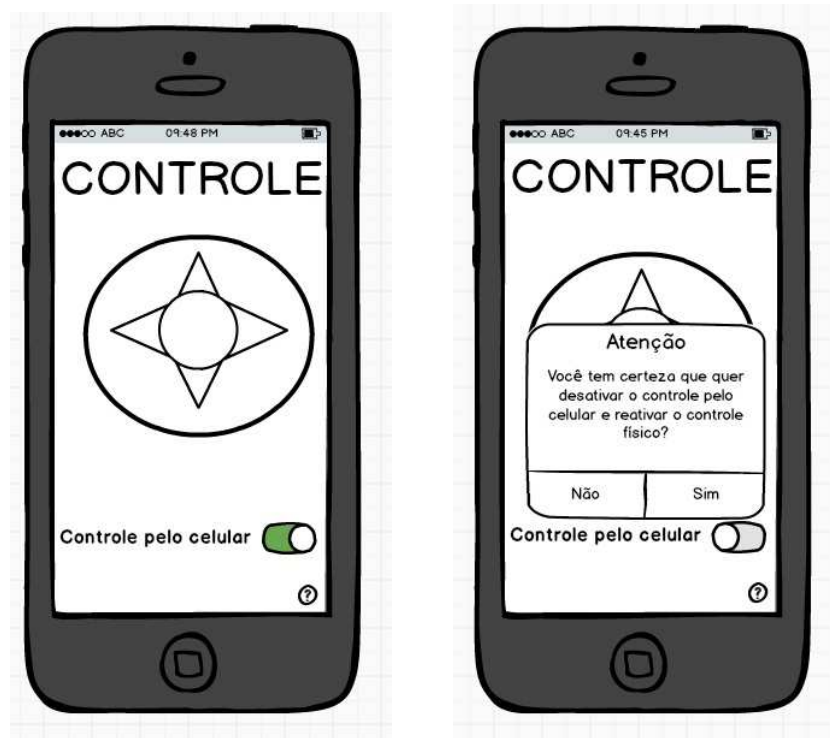 ABC 09:48 PM
CONTROLE
Controle pelo celular
?
ABC 09:45 PM
CONTROLE
Atenção
Você tem certeza que quer
desativar o controle pelo
celular e reativar o controle
físico?
Não Sim
Controle pelo celular
?